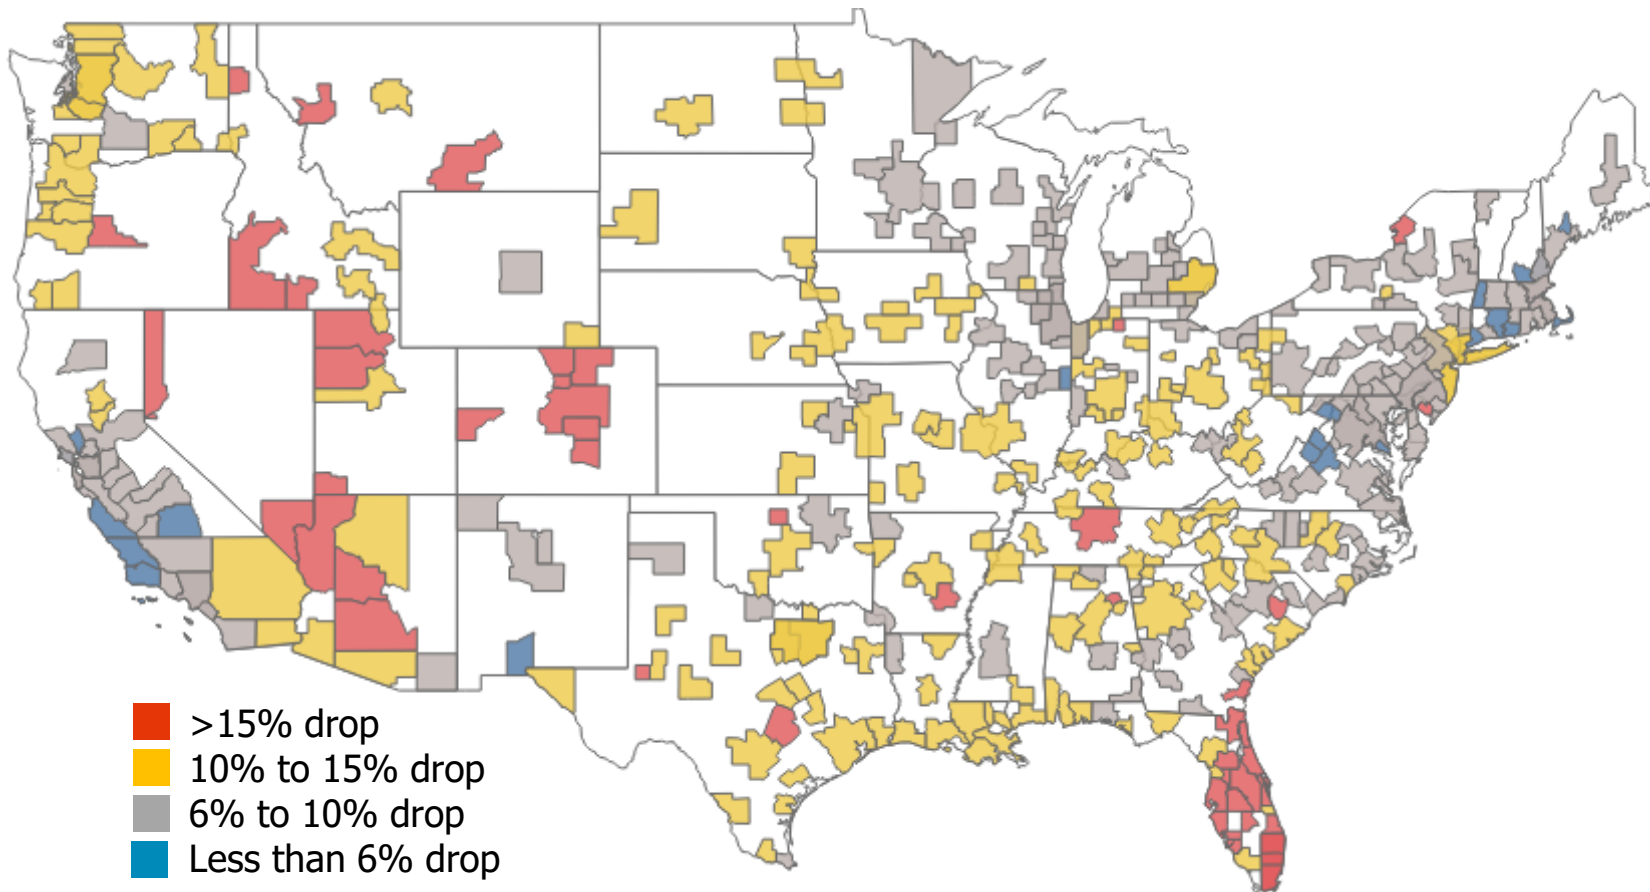 >15% drop
10% to 15% drop
6% to 10% drop
Less than 6% drop